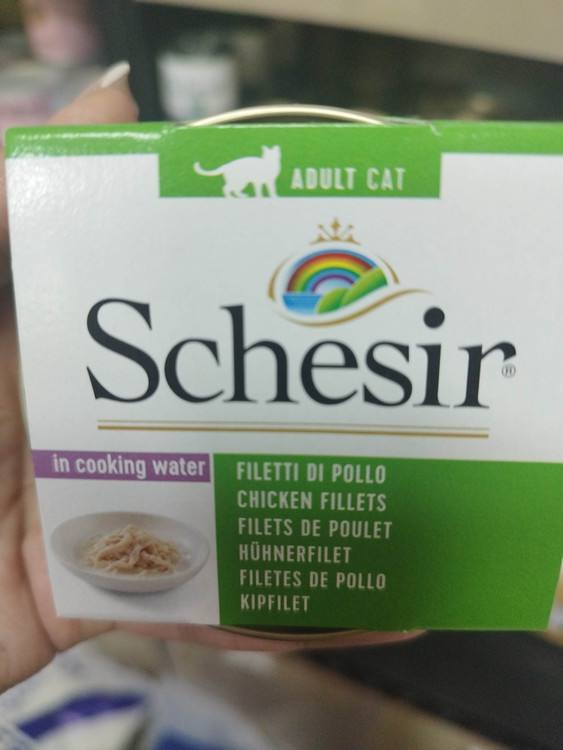 ADULT CAT
Schesir®
in cooking water
FILETTI DI POLLO
CHICKEN FILLETS
FILETS DE POULET
HÜHNERFILET
FILETES DE POLLO
KIPFILET